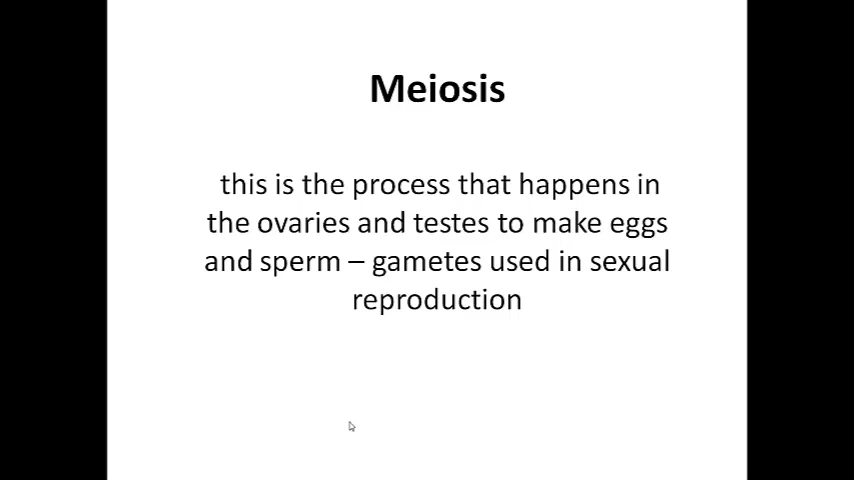 Meiosis
this is the process that happens in
the ovaries and testes to make eggs
and sperm – gametes used in sexual
reproduction